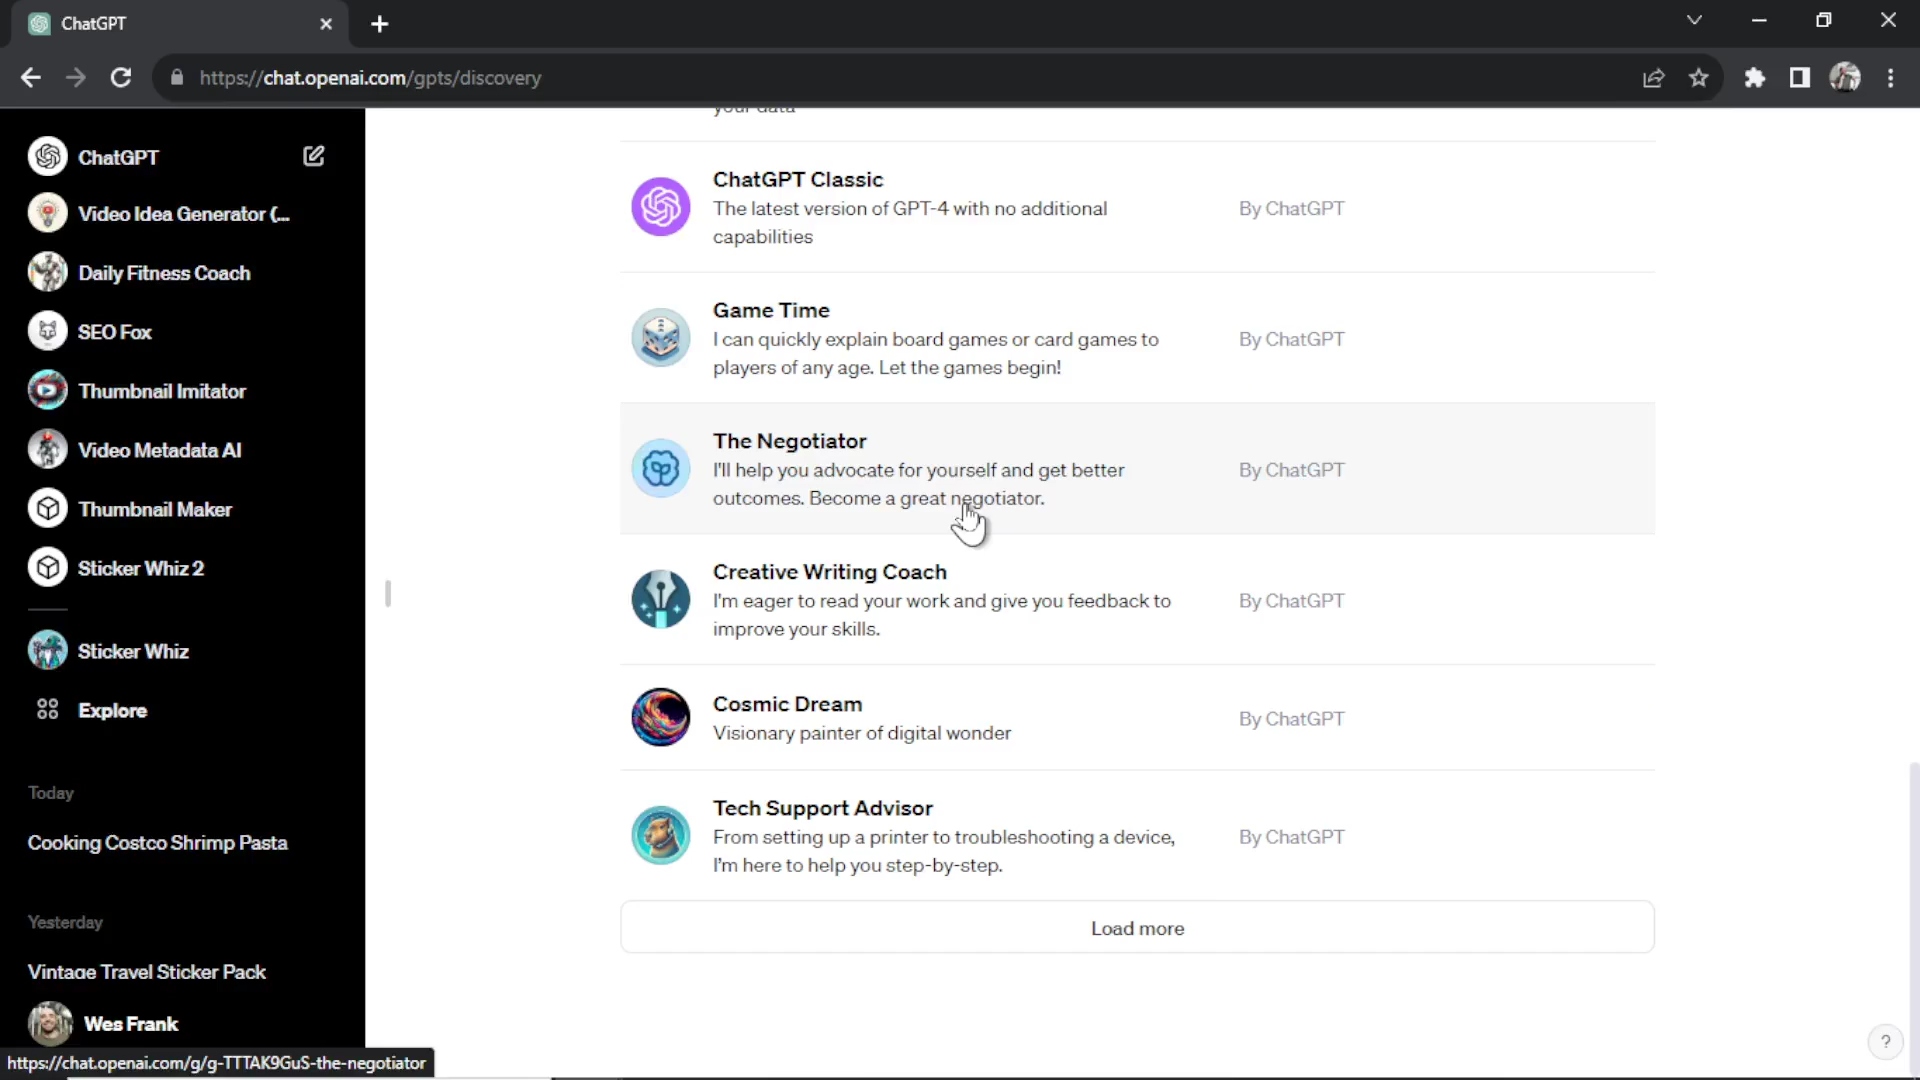 ChatGPT
https://chat.openai.com/gpts/discovery
ChatGPT
Video Idea Generator (...
Daily Fitness Coach
SEO Fox
Thumbnail Imitator
Video Metadata AI
Thumbnail Maker
Sticker Whiz 2
Sticker Whiz
Explore
Today
Cooking Costco Shrimp Pasta
Yesterday
Vintage Travel Sticker Pack
Wes Frank
https://chat.openai.com/g/g-TTTAK9GuS-the-negotiator
your data
ChatGPT Classic
The latest version of GPT-4 with no additional
capabilities
By ChatGPT
Game Time
I can quickly explain board games or card games to
players of any age. Let the games begin!
By ChatGPT
The Negotiator
I'll help you advocate for yourself and get better
outcomes. Become a great negotiator.
By ChatGPT
Creative Writing Coach
I'm eager to read your work and give you feedback to
improve your skills.
By ChatGPT
Cosmic Dream
Visionary painter of digital wonder
By ChatGPT
Tech Support Advisor
From setting up a printer to troubleshooting a device,
I'm here to help you step-by-step.
By ChatGPT
Load more
?